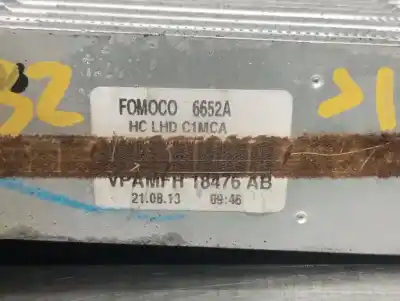 FOMOCO 6652A
HC LHD C1MCA
VPAMFH 18476 AB
21.08.13 09:46